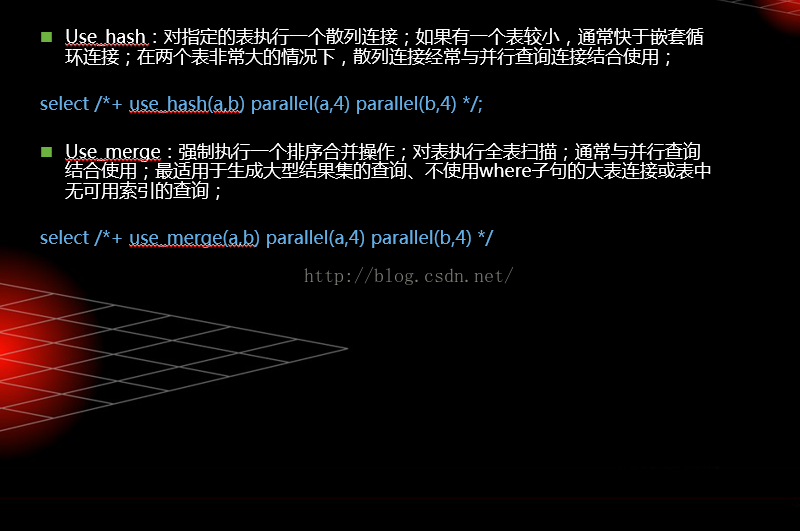 Use_hash：对指定的表执行一个散列连接；如果有一个表较小，通常快于嵌套循
环连接；在两个表非常大的情况下，散列连接经常与并行查询连接结合使用；
select /*+ use_hash(a,b) parallel(a,4) parallel(b,4) */;
Use_merge：强制执行一个排序合并操作；对表执行全表扫描；通常与并行查询
结合使用；最适用于生成大型结果集的查询、不使用where子句的大表连接或表中
无可用索引的查询；
select /*+ use_merge(a,b) parallel(a,4) parallel(b,4) */
http://blog.csdn.net/